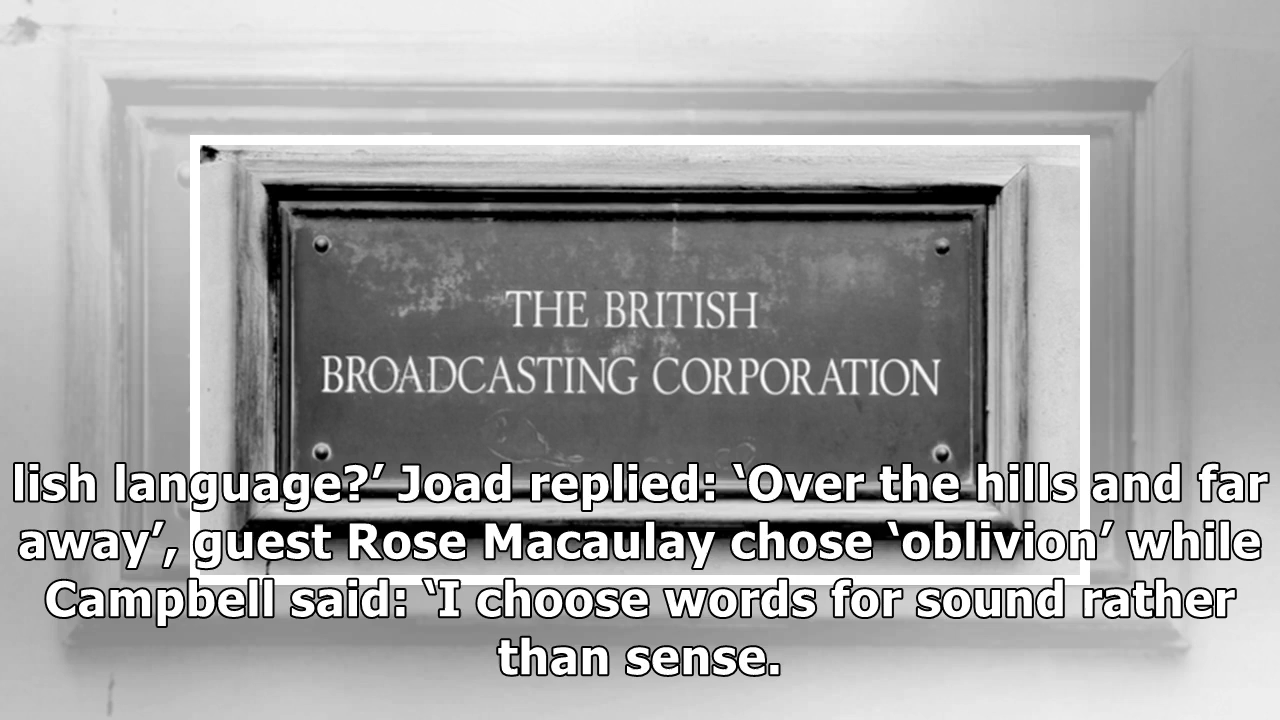 THE BRITISH
BROADCASTING CORPORATION
lish language?’ Joad replied: ‘Over the hills and far
away’, guest Rose Macaulay chose ‘oblivion’ while
Campbell said: ‘I choose words for sound rather
than sense.